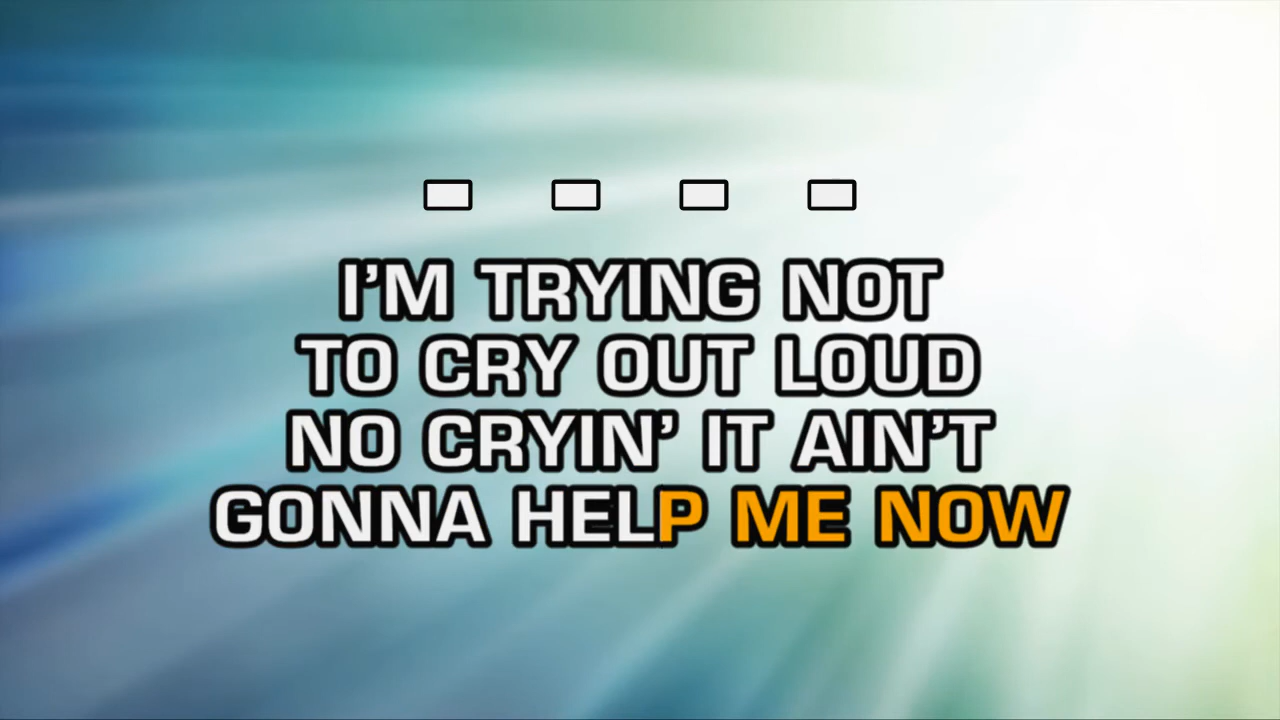 I’M TRYING NOT
TO CRY OUT LOUD
NO CRYIN’ IT AIN’T
GONNA HELP ME NOW